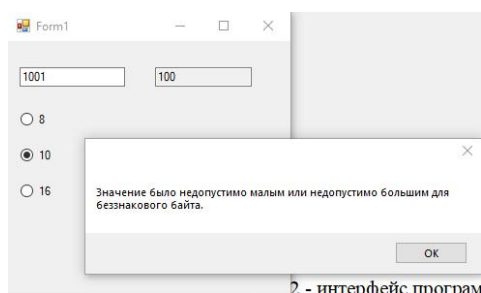 Form1
1001
100
8
10
16
Значение было недопустимо малым или недопустимо большим для
беззнакового байта.
OK
2 - интерфейс програм